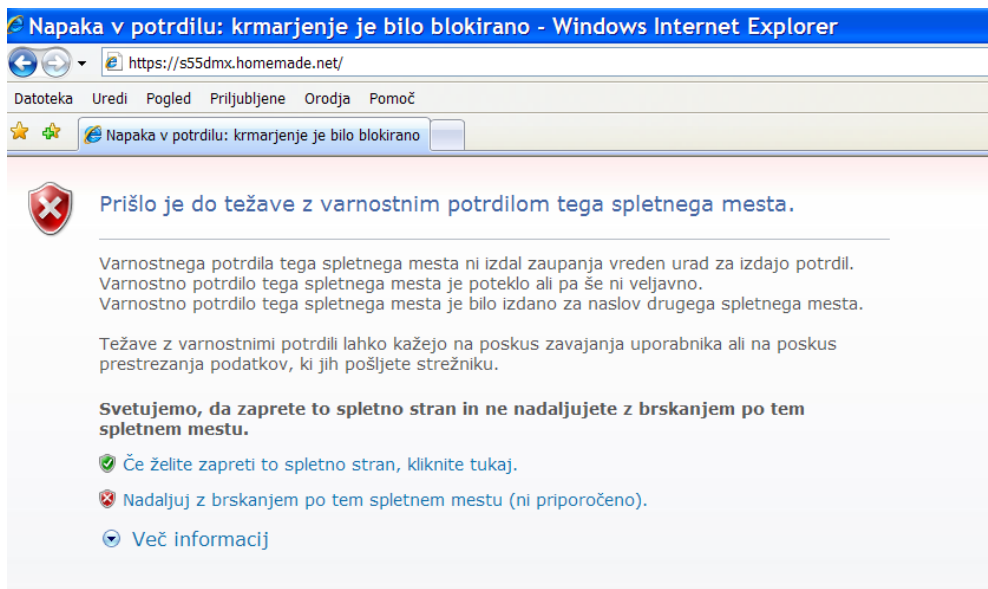 Napaka v potrdilu: krmarjenje je bilo blokirano - Windows Internet Explorer
https://s55dmx.homemade.net/
Datoteka Uredi Pogled Priljubljene Orodja Pomoč
Napaka v potrdilu: krmarjenje je bilo blokirano
Prišlo je do težave z varnostnim potrdilom tega spletnega mesta.
Varnostnega potrdila tega spletnega mesta ni izdal zaupanja vreden urad za izdajo potrdil.
Varnostno potrdilo tega spletnega mesta je poteklo ali pa še ni veljavno.
Varnostno potrdilo tega spletnega mesta je bilo izdano za naslov drugega spletnega mesta.
Težave z varnostnimi potrdili lahko kažejo na poskus zavajanja uporabnika ali na poskus
prestrezanja podatkov, ki jih pošljete strežniku.
Svetujemo, da zaprete to spletno stran in ne nadaljujete z brskanjem po tem
spletnem mestu.
Če želite zapreti to spletno stran, kliknite tukaj.
Nadaljuj z brskanjem po tem spletnem mestu (ni priporočeno).
Več informacij